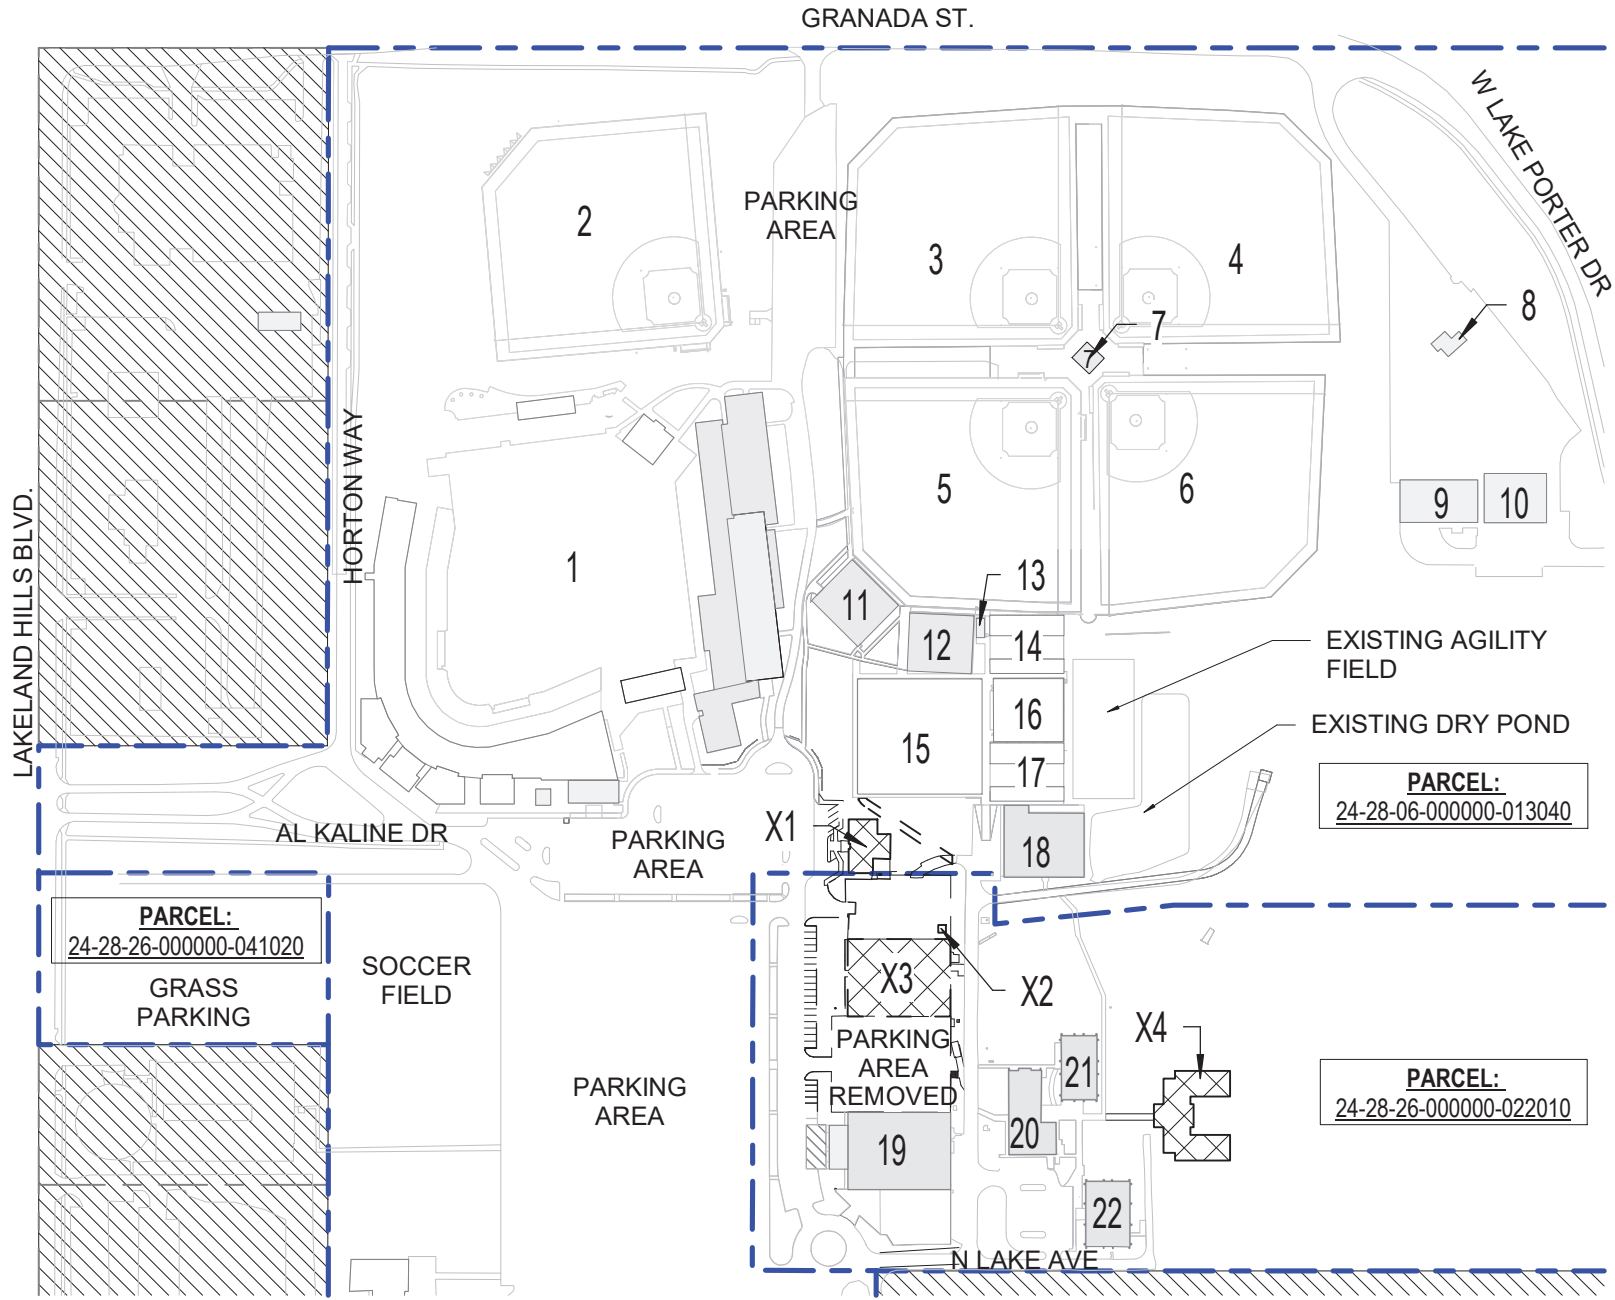 GRANADA ST.
W LAKE PORTER DR
2
PARKING
AREA
3
4
7
7
8
HORTON WAY
LAKELAND HILLS BLVD.
1
5
6
9
10
11
12
13
14
EXISTING AGILITY
FIELD
15
16
17
EXISTING DRY POND
PARCEL:
24-28-06-000000-013040
AL KALINE DR
PARKING
AREA
X1
18
PARCEL:
24-28-26-000000-041020
GRASS
PARKING
SOCCER
FIELD
X3
X2
X4
PARKING
AREA
REMOVED
PARKING
AREA
21
20
19
22
PARCEL:
24-28-26-000000-022010
N LAKE AVE